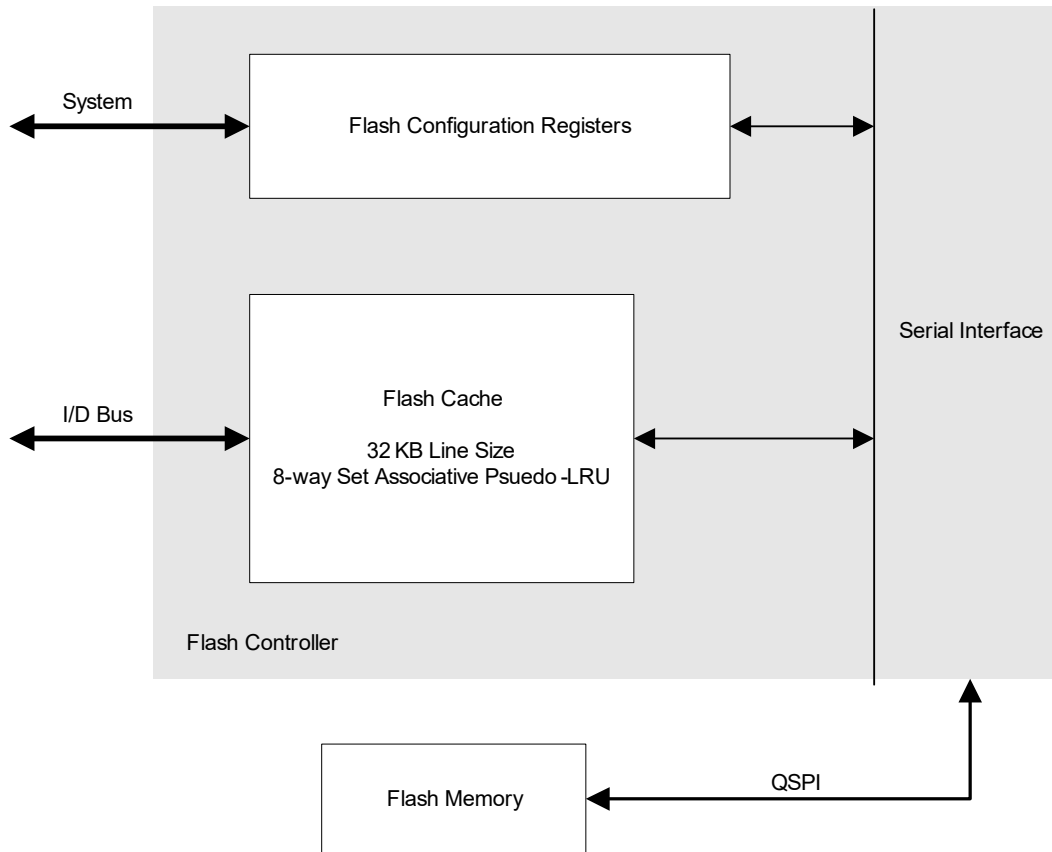 System
Flash Configuration Registers
Serial Interface
I/D Bus
Flash Cache
32 KB Line Size
8-way Set Associative Psuedo-LRU
Flash Controller
QSPI
Flash Memory